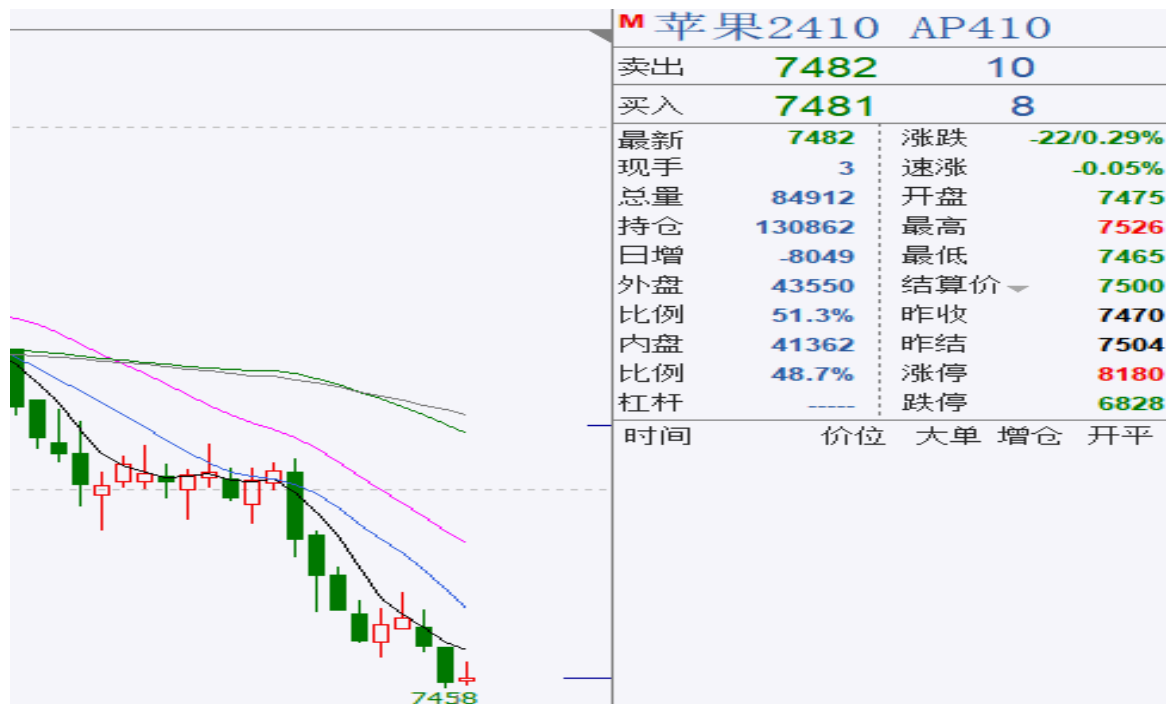 M 苹果2410 AP410
卖出 7482 10
买入 7481 8
最新 7482 涨跌 -22/0.29%
现手 3 速涨 -0.05%
总量 84912 开盘 7475
持仓 130862 最高 7526
日增 -8049 最低 7465
外盘 43550 结算价 7500
比例 51.3% 昨收 7470
内盘 41362 昨结 7504
比例 48.7% 涨停 8180
杠杆 ----- 跌停 6828
时间 价位 大单 增仓 开平
7458